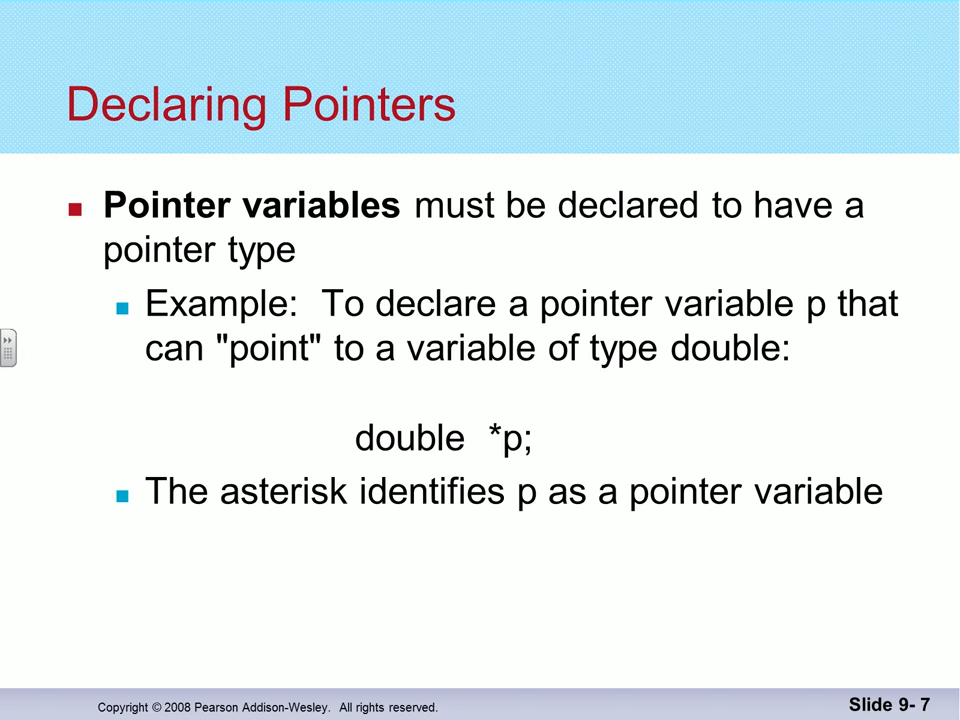 Declaring Pointers
Pointer variables must be declared to have a
pointer type
Example: To declare a pointer variable p that
can "point" to a variable of type double:
double *p;
The asterisk identifies p as a pointer variable
Copyright © 2008 Pearson Addison-Wesley. All rights reserved.
Slide 9- 7